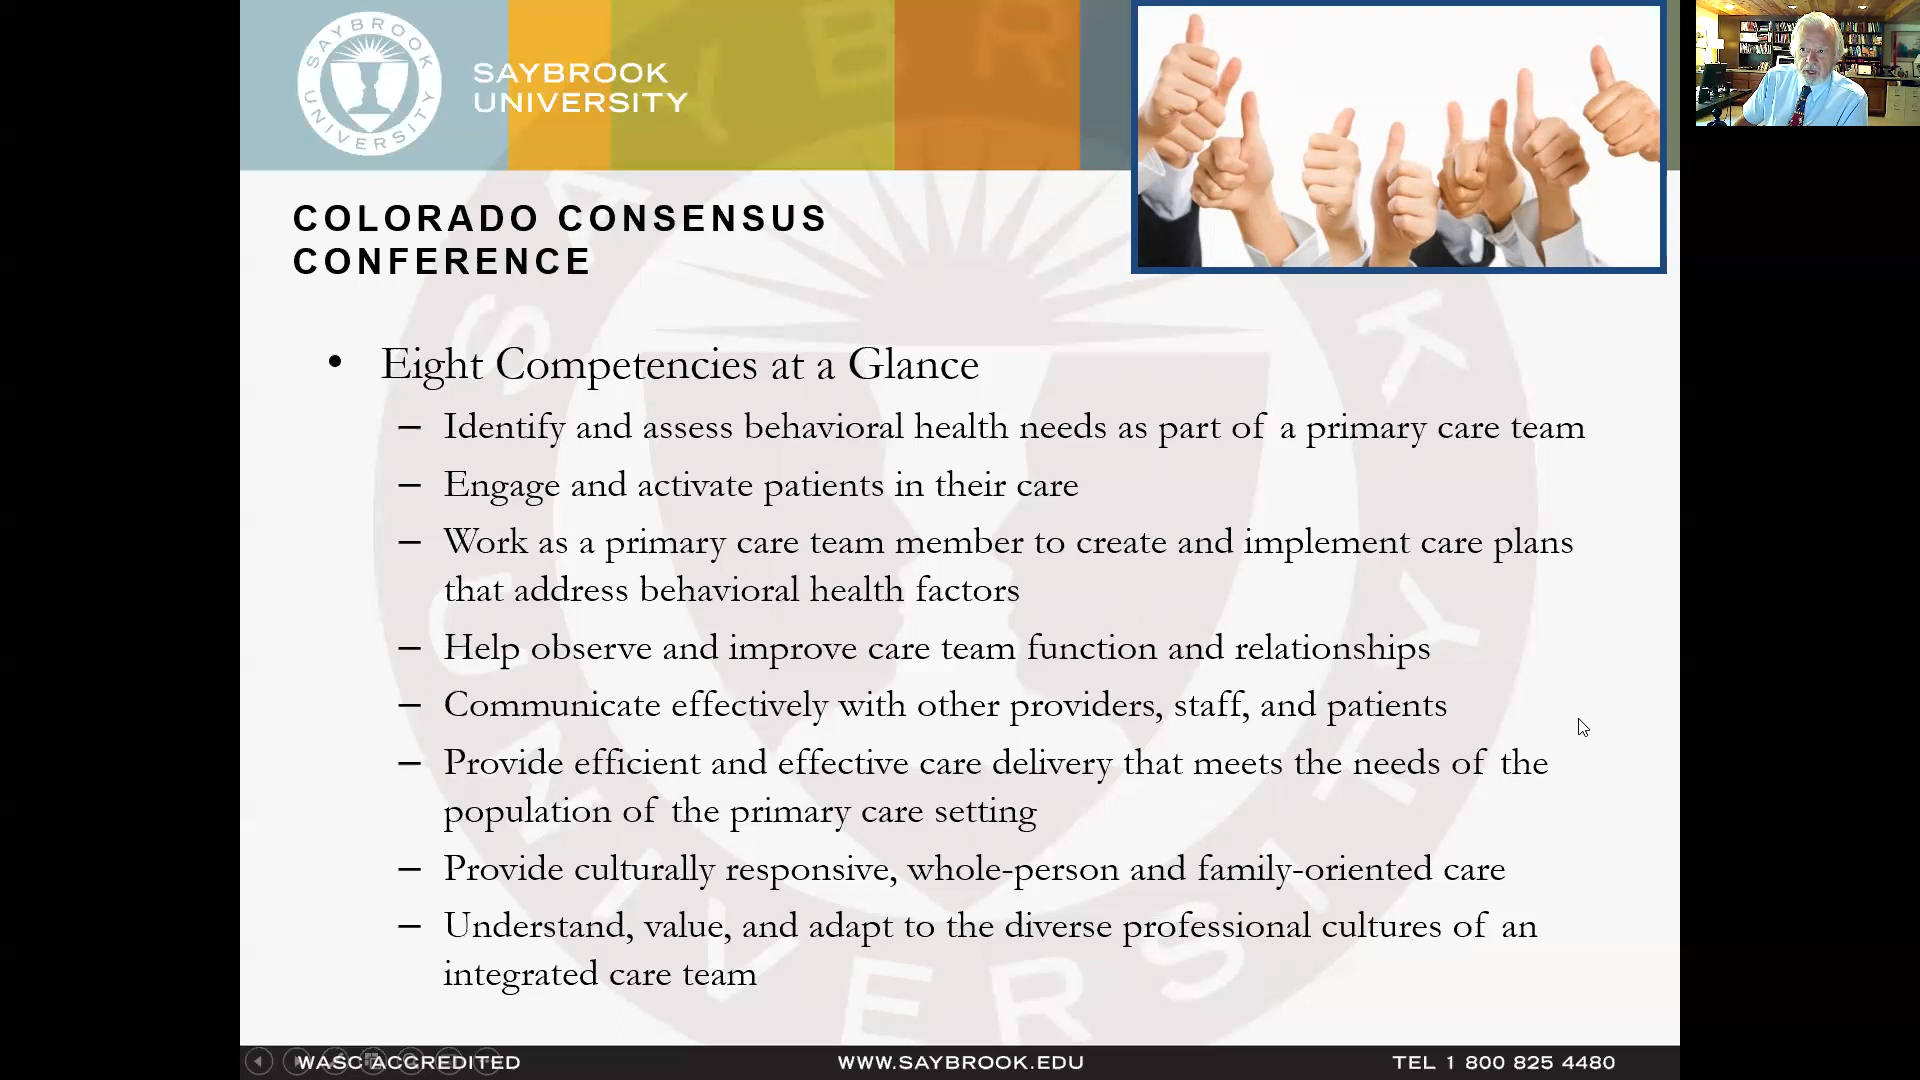 SAYBROOK UNIVERSITY
SAYBROOK
UNIVERSITY
COLORADO CONSENSUS
CONFERENCE
• Eight Competencies at a Glance
– Identify and assess behavioral health needs as part of a primary care team
– Engage and activate patients in their care
– Work as a primary care team member to create and implement care plans
that address behavioral health factors
– Help observe and improve care team function and relationships
– Communicate effectively with other providers, staff, and patients
– Provide efficient and effective care delivery that meets the needs of the
population of the primary care setting
– Provide culturally responsive, whole-person and family-oriented care
– Understand, value, and adapt to the diverse professional cultures of an
integrated care team
WASC ACCREDITED
WWW.SAYBROOK.EDU
TEL 1 800 825 4480